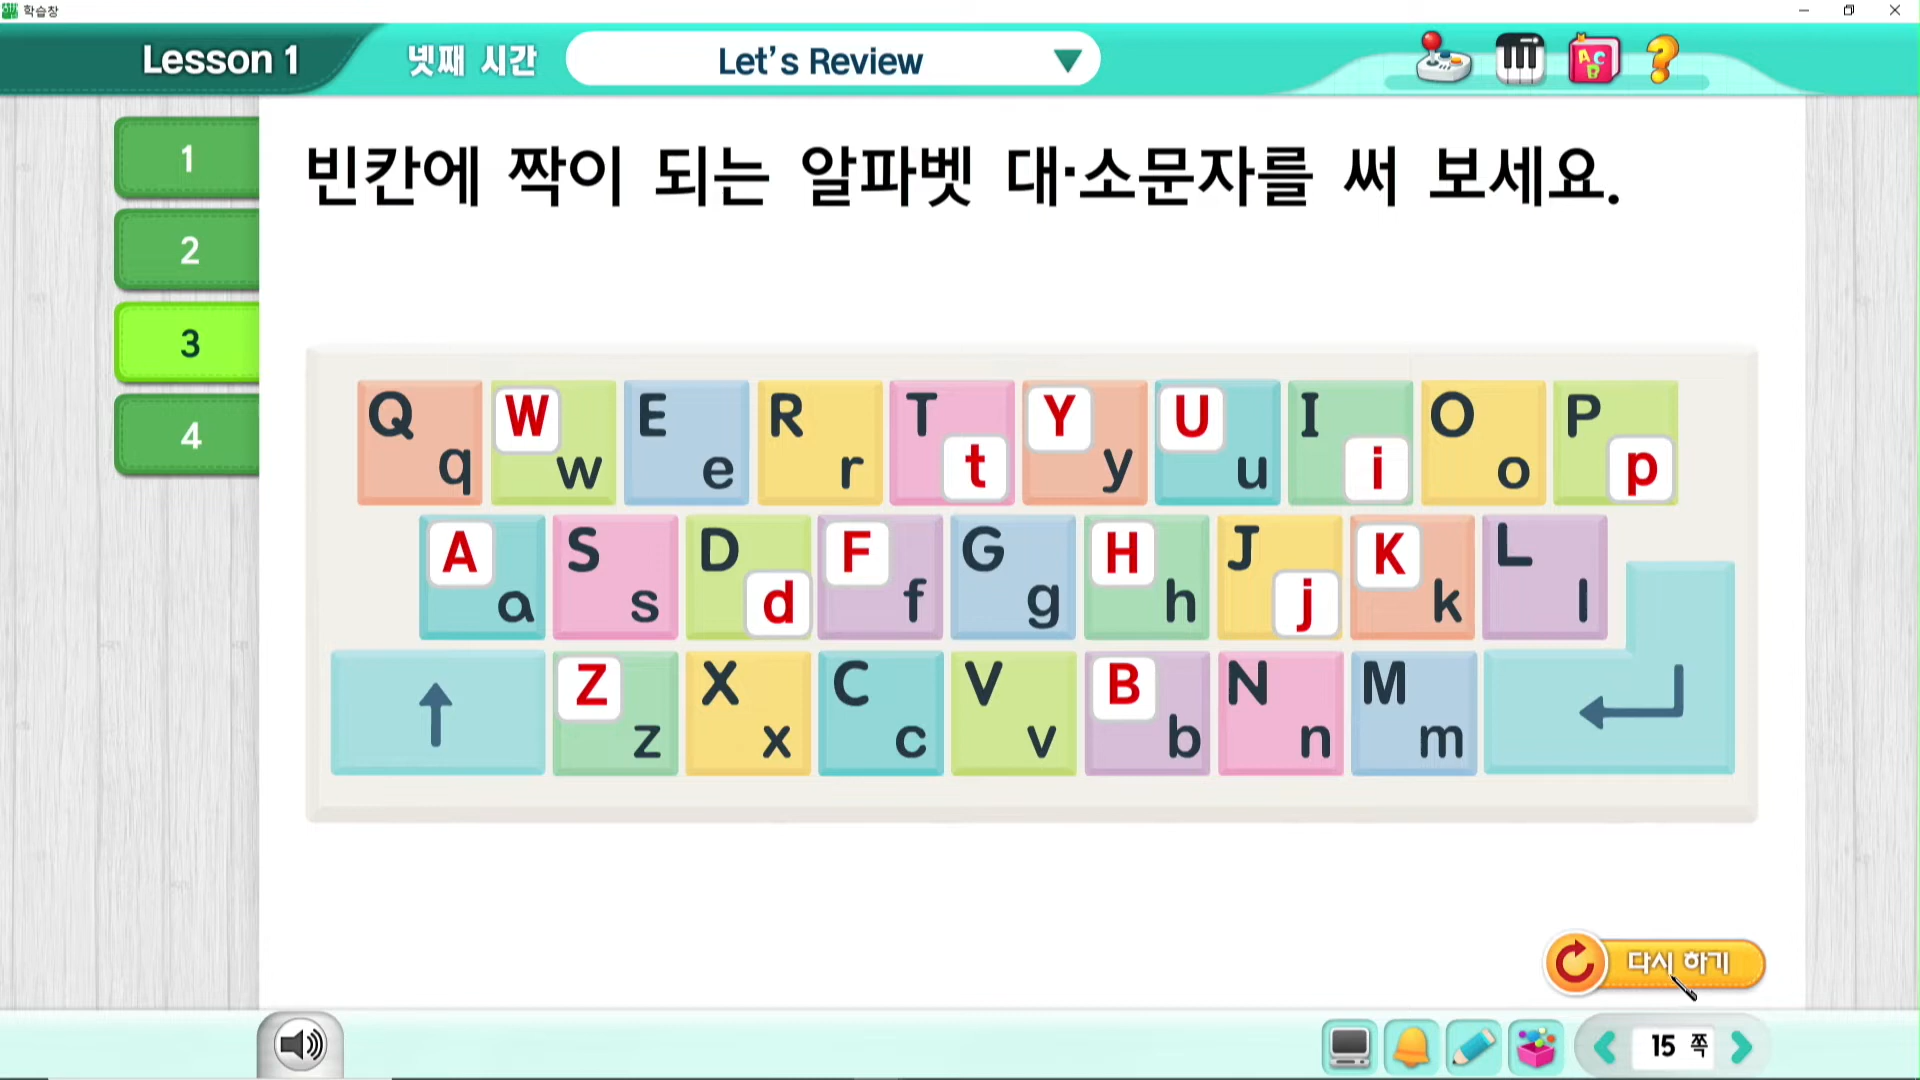 학습창
Lesson 1 넷째 시간 Let's Review
1
2
3
4
빈칸에 짝이 되는 알파벳 대·소문자를 써 보세요.
Q q W w E e R r T t Y y U u I i O o P p
A a S s D d F f G g H h J j K k L l
Z z X x C c V v B b N n M m
다시 하기
15 쪽